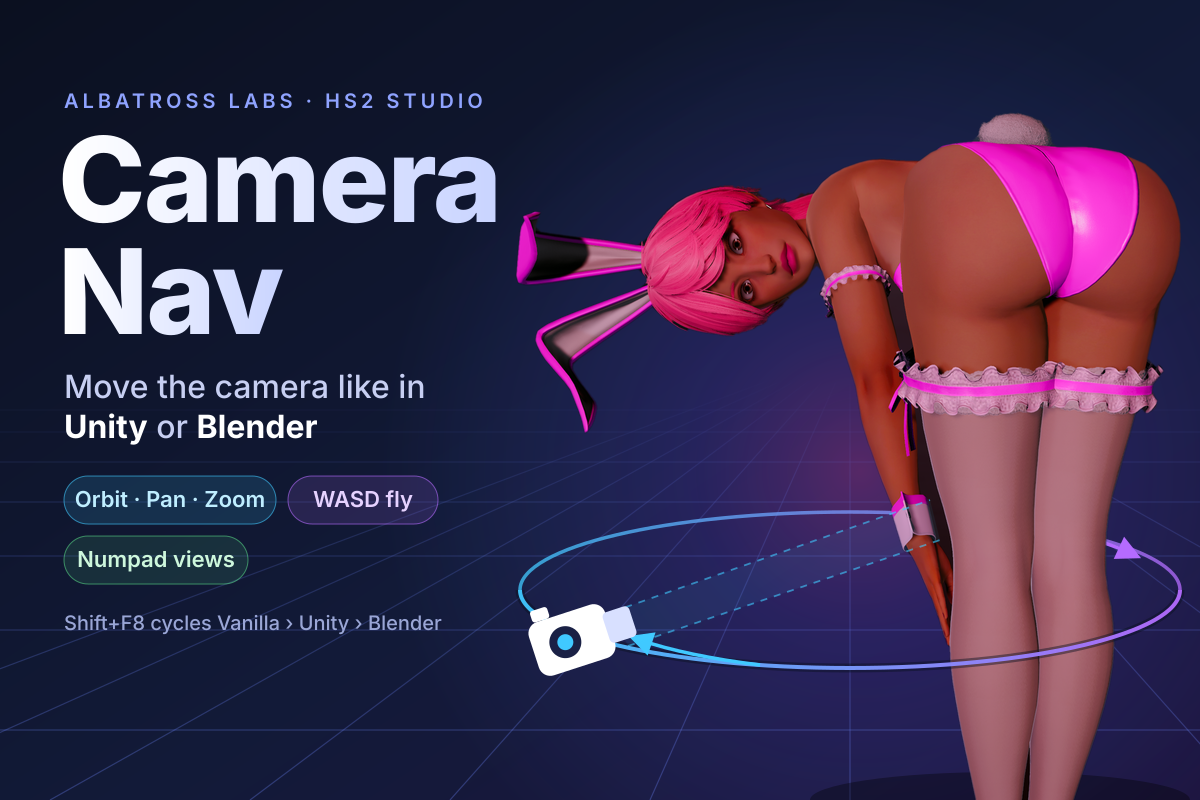 ALBATROSS LABS · HS2 STUDIO
Camera
Nav
Move the camera like in
Unity or Blender
Orbit · Pan · Zoom
WASD fly
Numpad views
Shift+F8 cycles Vanilla › Unity › Blender